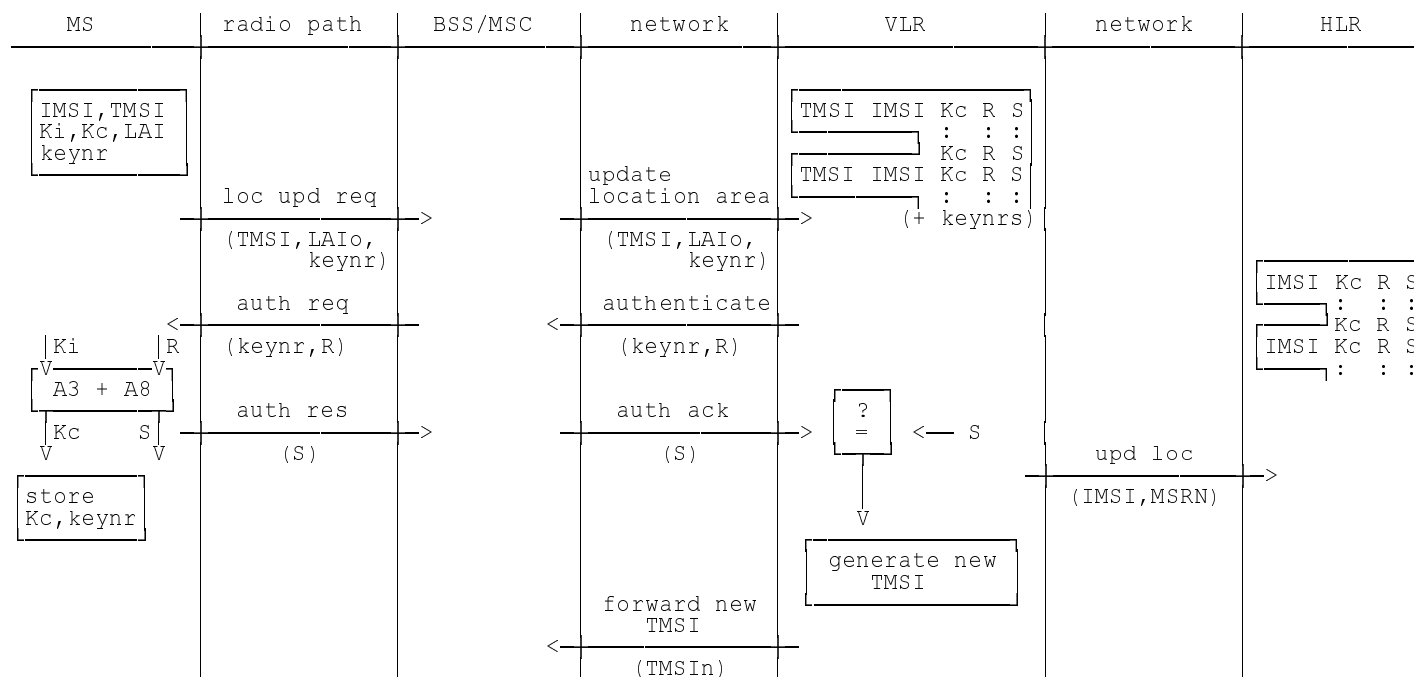 MS radio path BSS/MSC network VLR network HLR
IMSI,TMSI
Ki,Kc,LAI
keynr
TMSI IMSI Kc R S
: : :
Kc R S
TMSI IMSI Kc R S
: : :
(+ keynrs)
loc upd req
(TMSI,LAIo,
keynr)
update
location area
(TMSI,LAIo,
keynr)
IMSI Kc R S
: : :
Kc R S
IMSI Kc R S
: : :
auth req
(keynr,R)
authenticate
(keynr,R)
Ki R
V V
A3 + A8
Kc S
V V
auth res
(S)
auth ack
(S)
?
=
S
V
upd loc
(IMSI,MSRN)
store
Kc,keynr
generate new
TMSI
forward new
TMSI
(TMSIn)